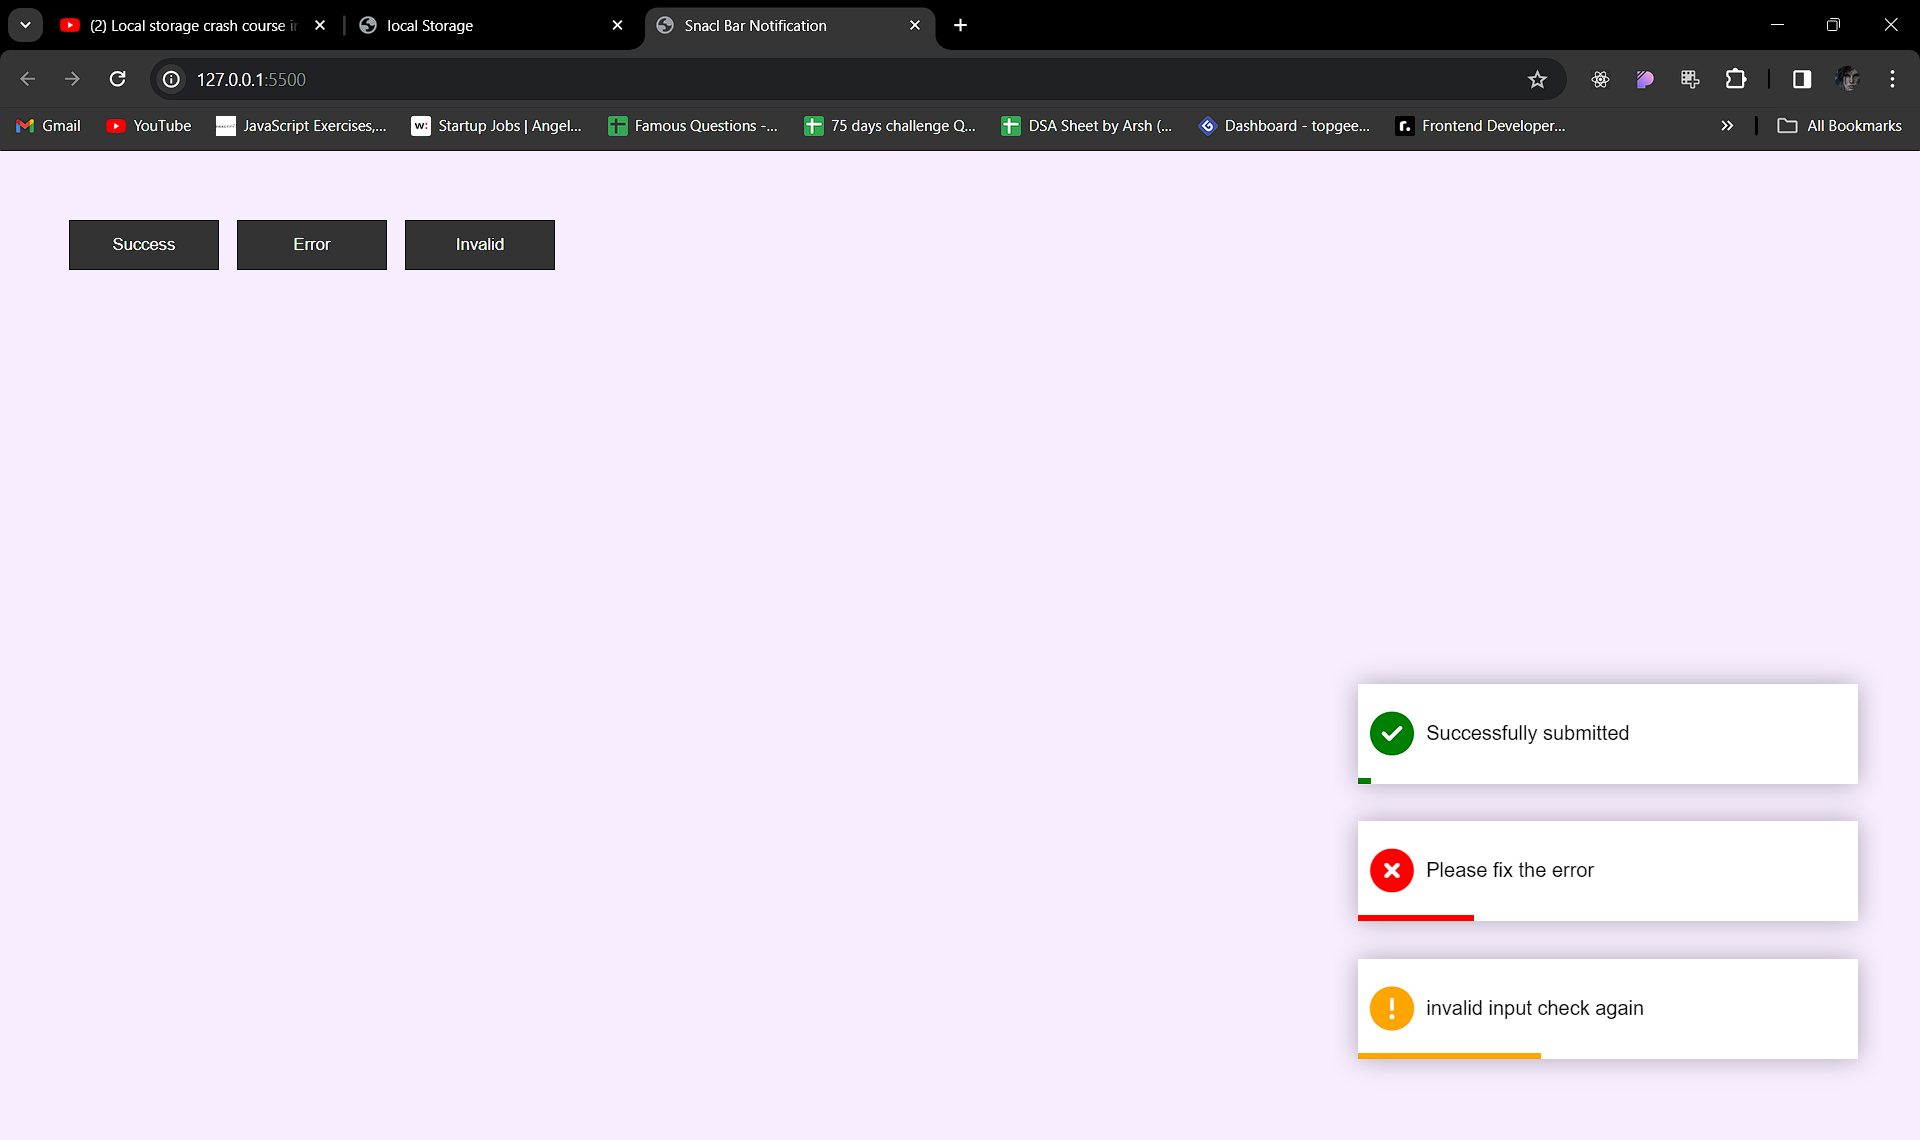 (2) Local storage crash course i
local Storage
Snacl Bar Notification
127.0.0.1:5500
Gmail
YouTube
JavaScript Exercises,...
w: Startup Jobs | Angel...
Famous Questions -...
75 days challenge Q...
DSA Sheet by Arsh (...
Dashboard - topgee...
r. Frontend Developer...
All Bookmarks
Success
Error
Invalid
Successfully submitted
Please fix the error
invalid input check again